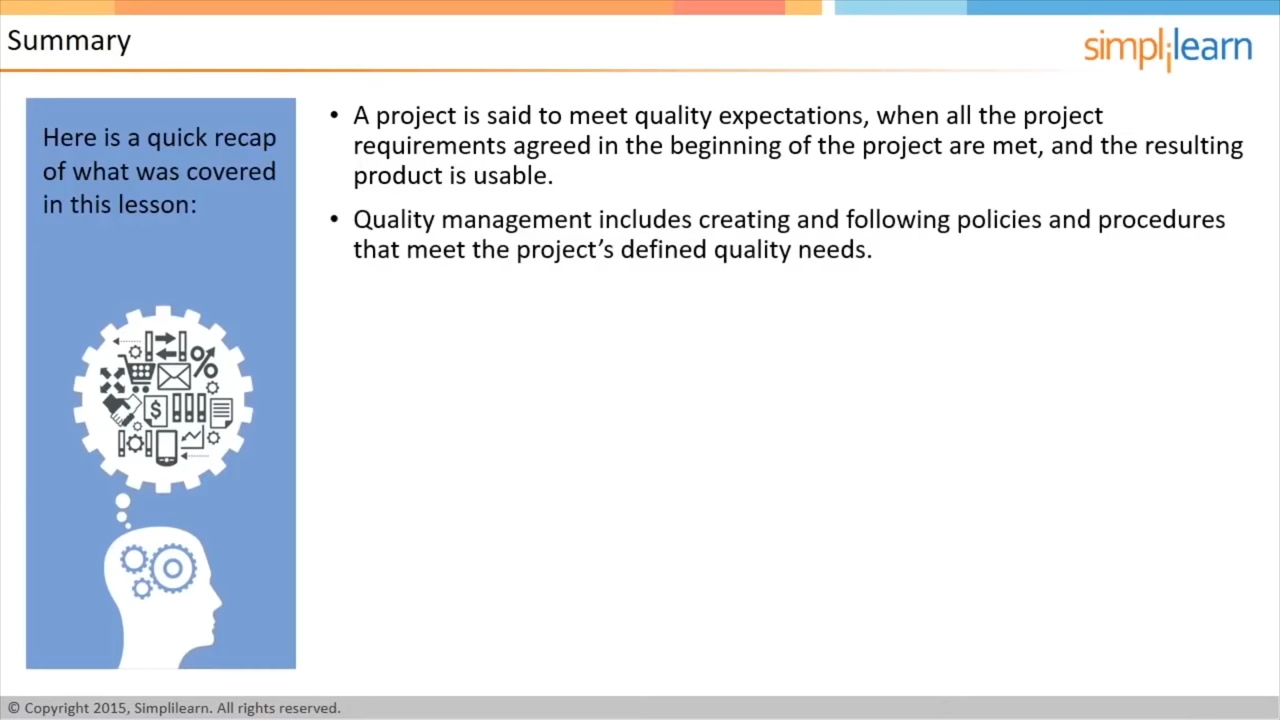 Summary
simplilearn
Here is a quick recap
of what was covered
in this lesson:
• A project is said to meet quality expectations, when all the project
requirements agreed in the beginning of the project are met, and the resulting
product is usable.
• Quality management includes creating and following policies and procedures
that meet the project’s defined quality needs.
% 
$
© Copyright 2015, Simplilearn. All rights reserved.